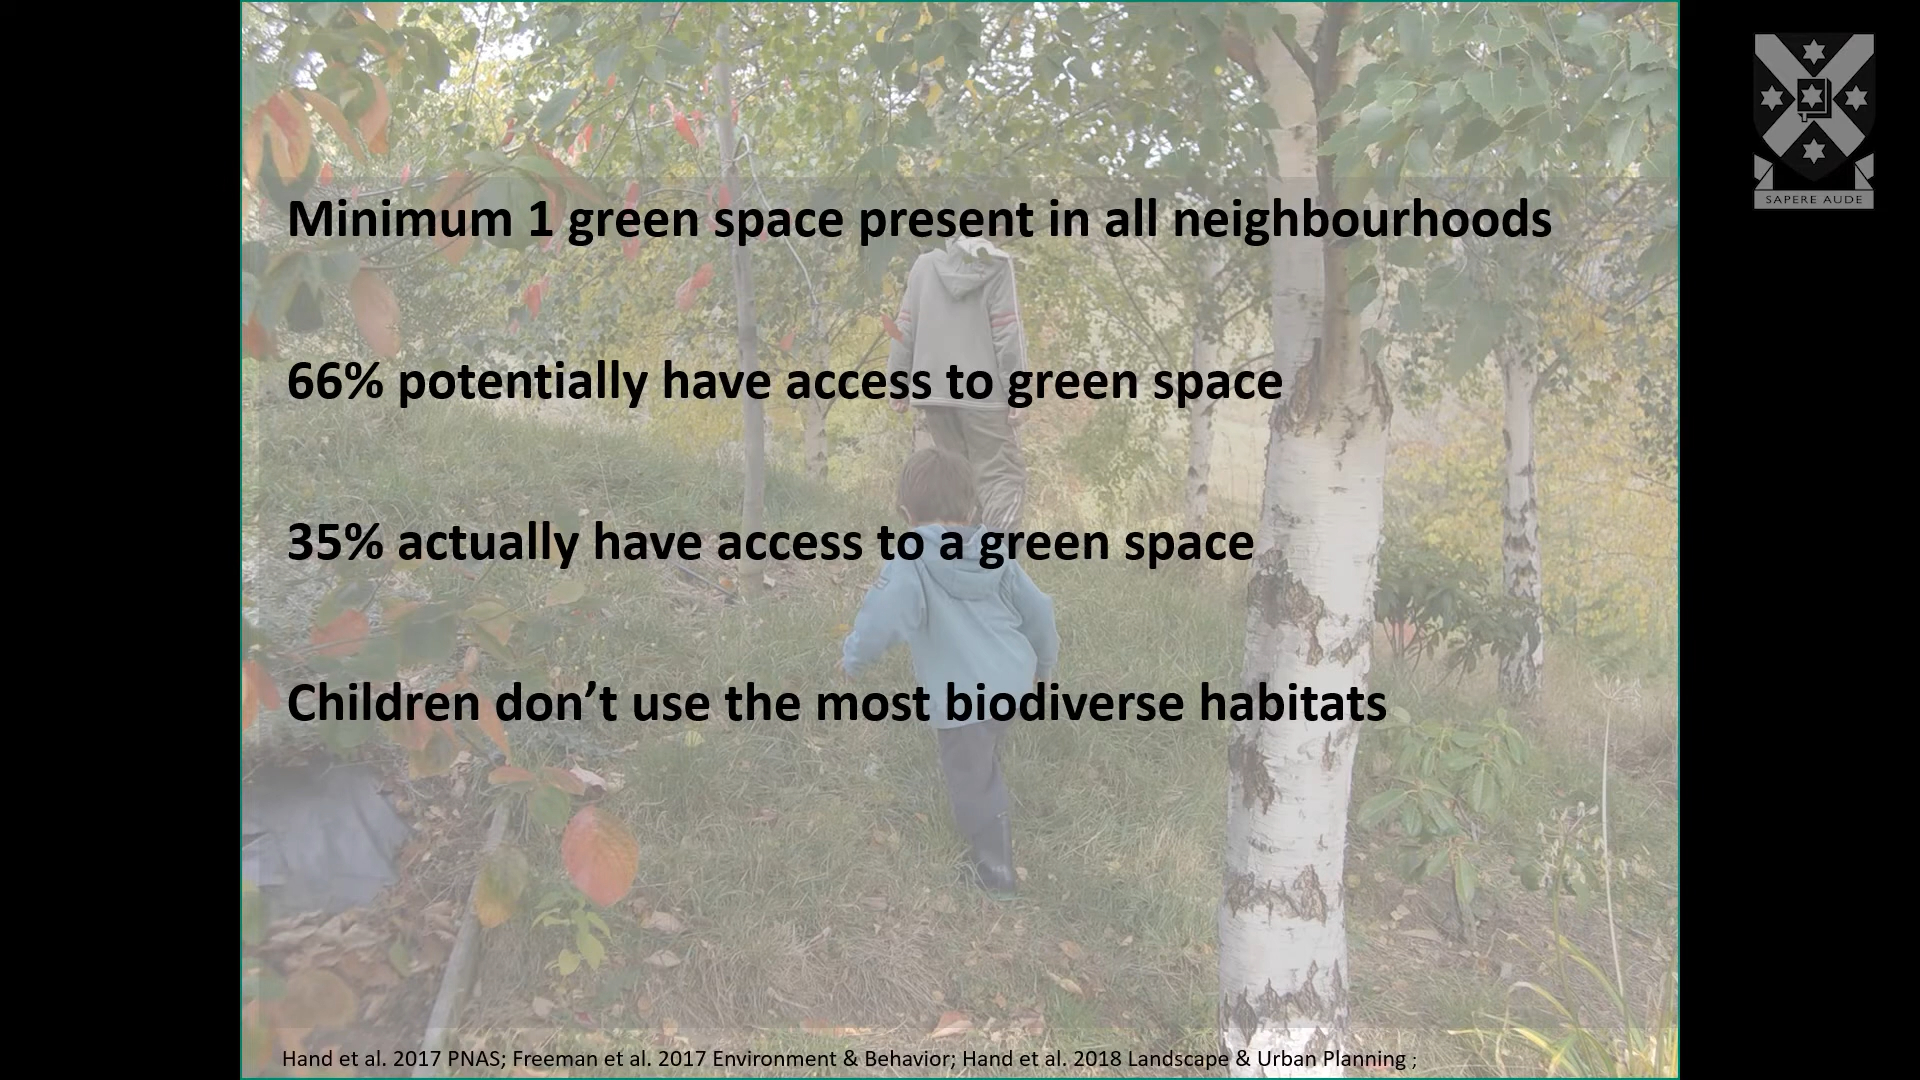 SAPERE AUDE
Minimum 1 green space present in all neighbourhoods
66% potentially have access to green space
35% actually have access to a green space
Children don’t use the most biodiverse habitats
Hand et al. 2017 PNAS; Freeman et al. 2017 Environment & Behavior; Hand et al. 2018 Landscape & Urban Planning ;